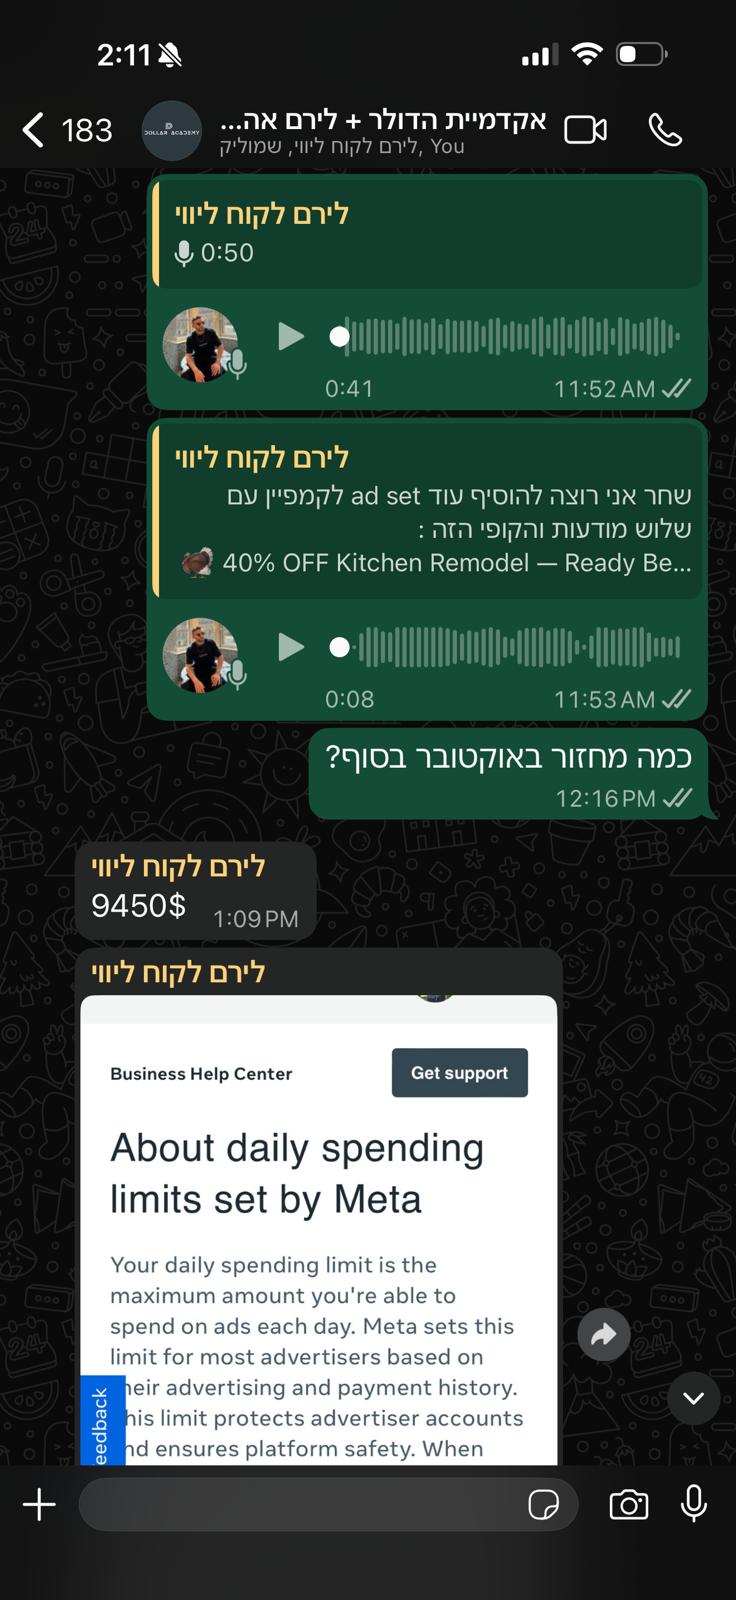 2:11
183
אקדמיית הדולר + לירם אה...
לירם לקוח ליווי, שמוליק, You
DOLLAR ACADEMY
לירם לקוח ליווי
0:50
0:41
11:52 AM
לירם לקוח ליווי
שחר אני רוצה להוסיף עוד ad set לקמפיין עם
שלוש מודעות והקופי הזה :
🦃 40% OFF Kitchen Remodel — Ready Be...
0:08
11:53 AM
כמה מחזור באוקטובר בסוף?
12:16 PM
לירם לקוח ליווי
9450$
1:09 PM
לירם לקוח ליווי
Business Help Center
Get support
About daily spending
limits set by Meta
Your daily spending limit is the
maximum amount you're able to
spend on ads each day. Meta sets this
limit for most advertisers based on
heir advertising and payment history.
his limit protects advertiser accounts
nd ensures platform safety. When
eedback